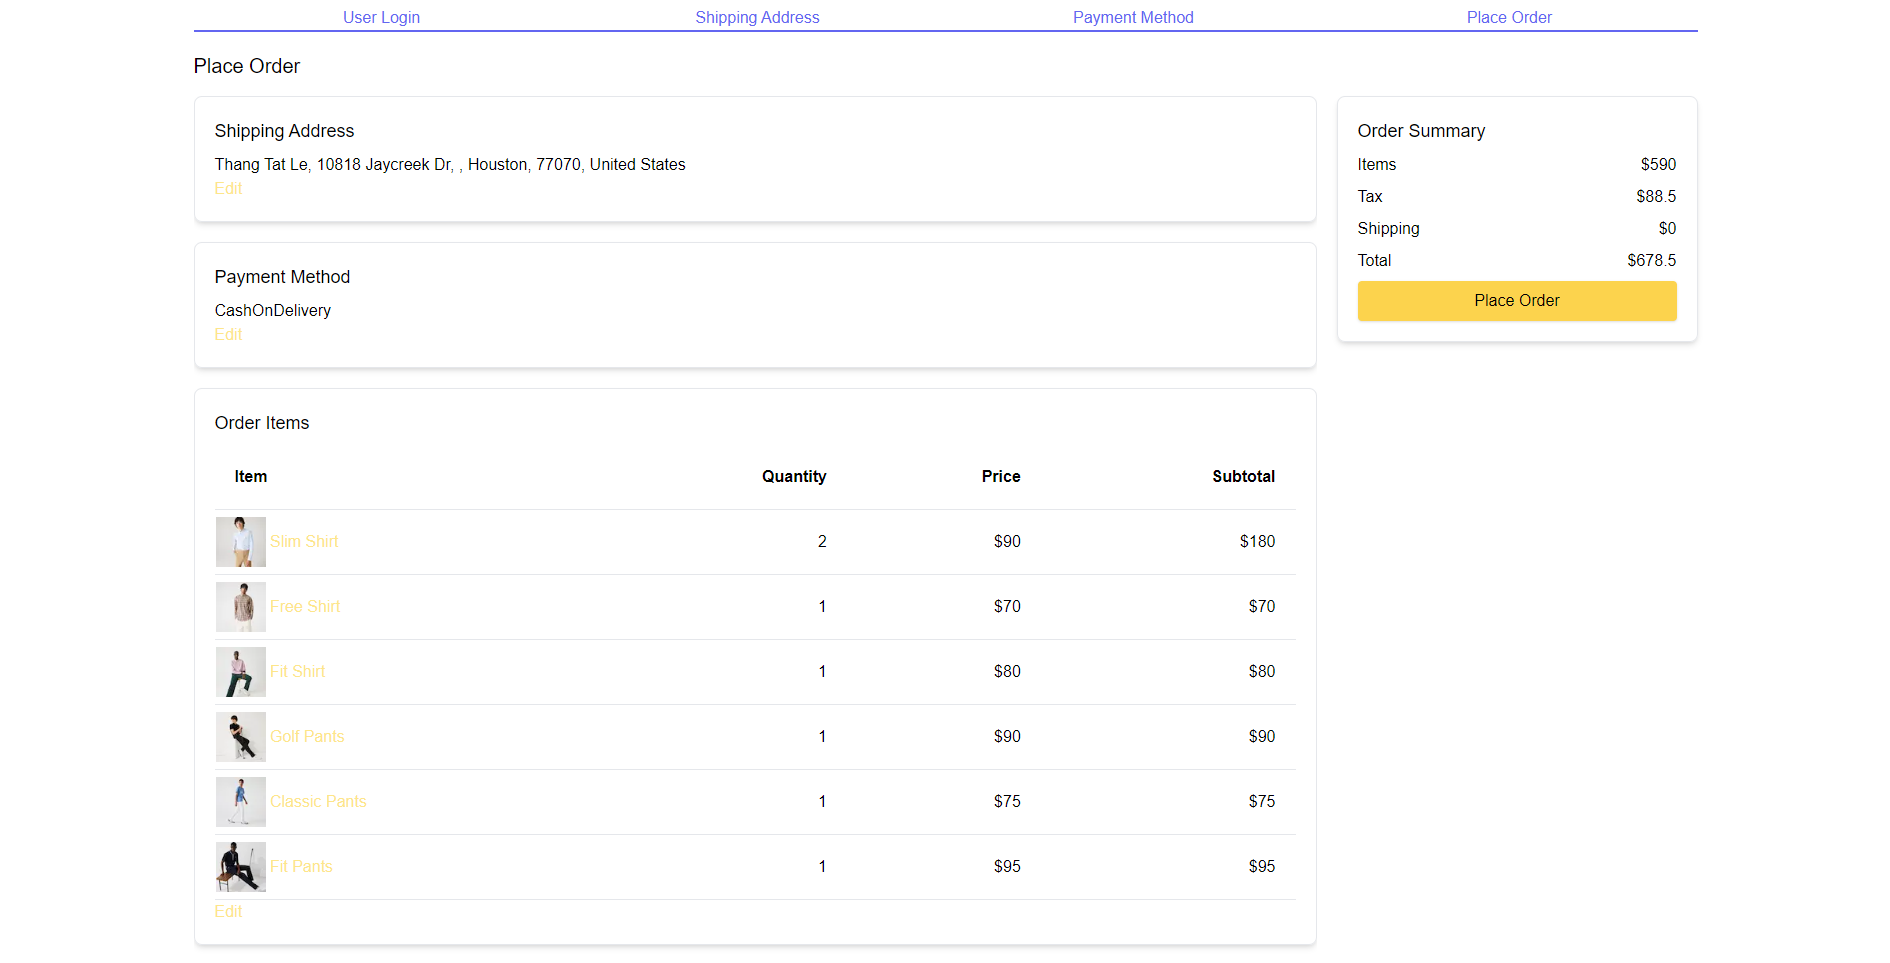 User Login Shipping Address Payment Method Place Order
Place Order
Shipping Address
Thang Tat Le, 10818 Jaycreek Dr, , Houston, 77070, United States
Edit
Payment Method
CashOnDelivery
Edit
Order Items
Item Quantity Price Subtotal
Slim Shirt 2 $90 $180
Free Shirt 1 $70 $70
Fit Shirt 1 $80 $80
Golf Pants 1 $90 $90
Classic Pants 1 $75 $75
Fit Pants 1 $95 $95
Edit
Order Summary
Items $590
Tax $88.5
Shipping $0
Total $678.5
Place Order